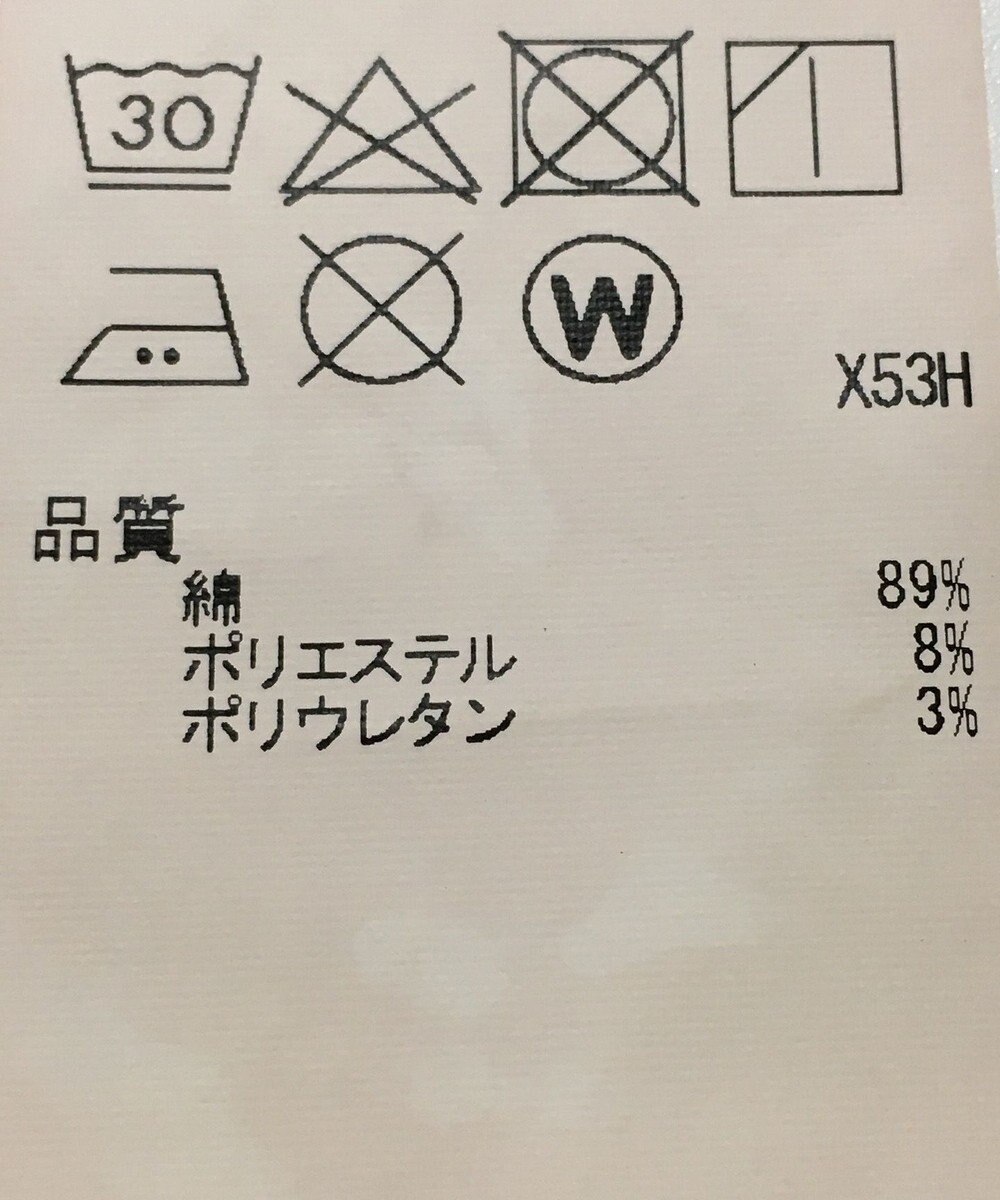 30
W
X53H
品質
綿 89%
ポリエステル 8%
ポリウレタン 3%